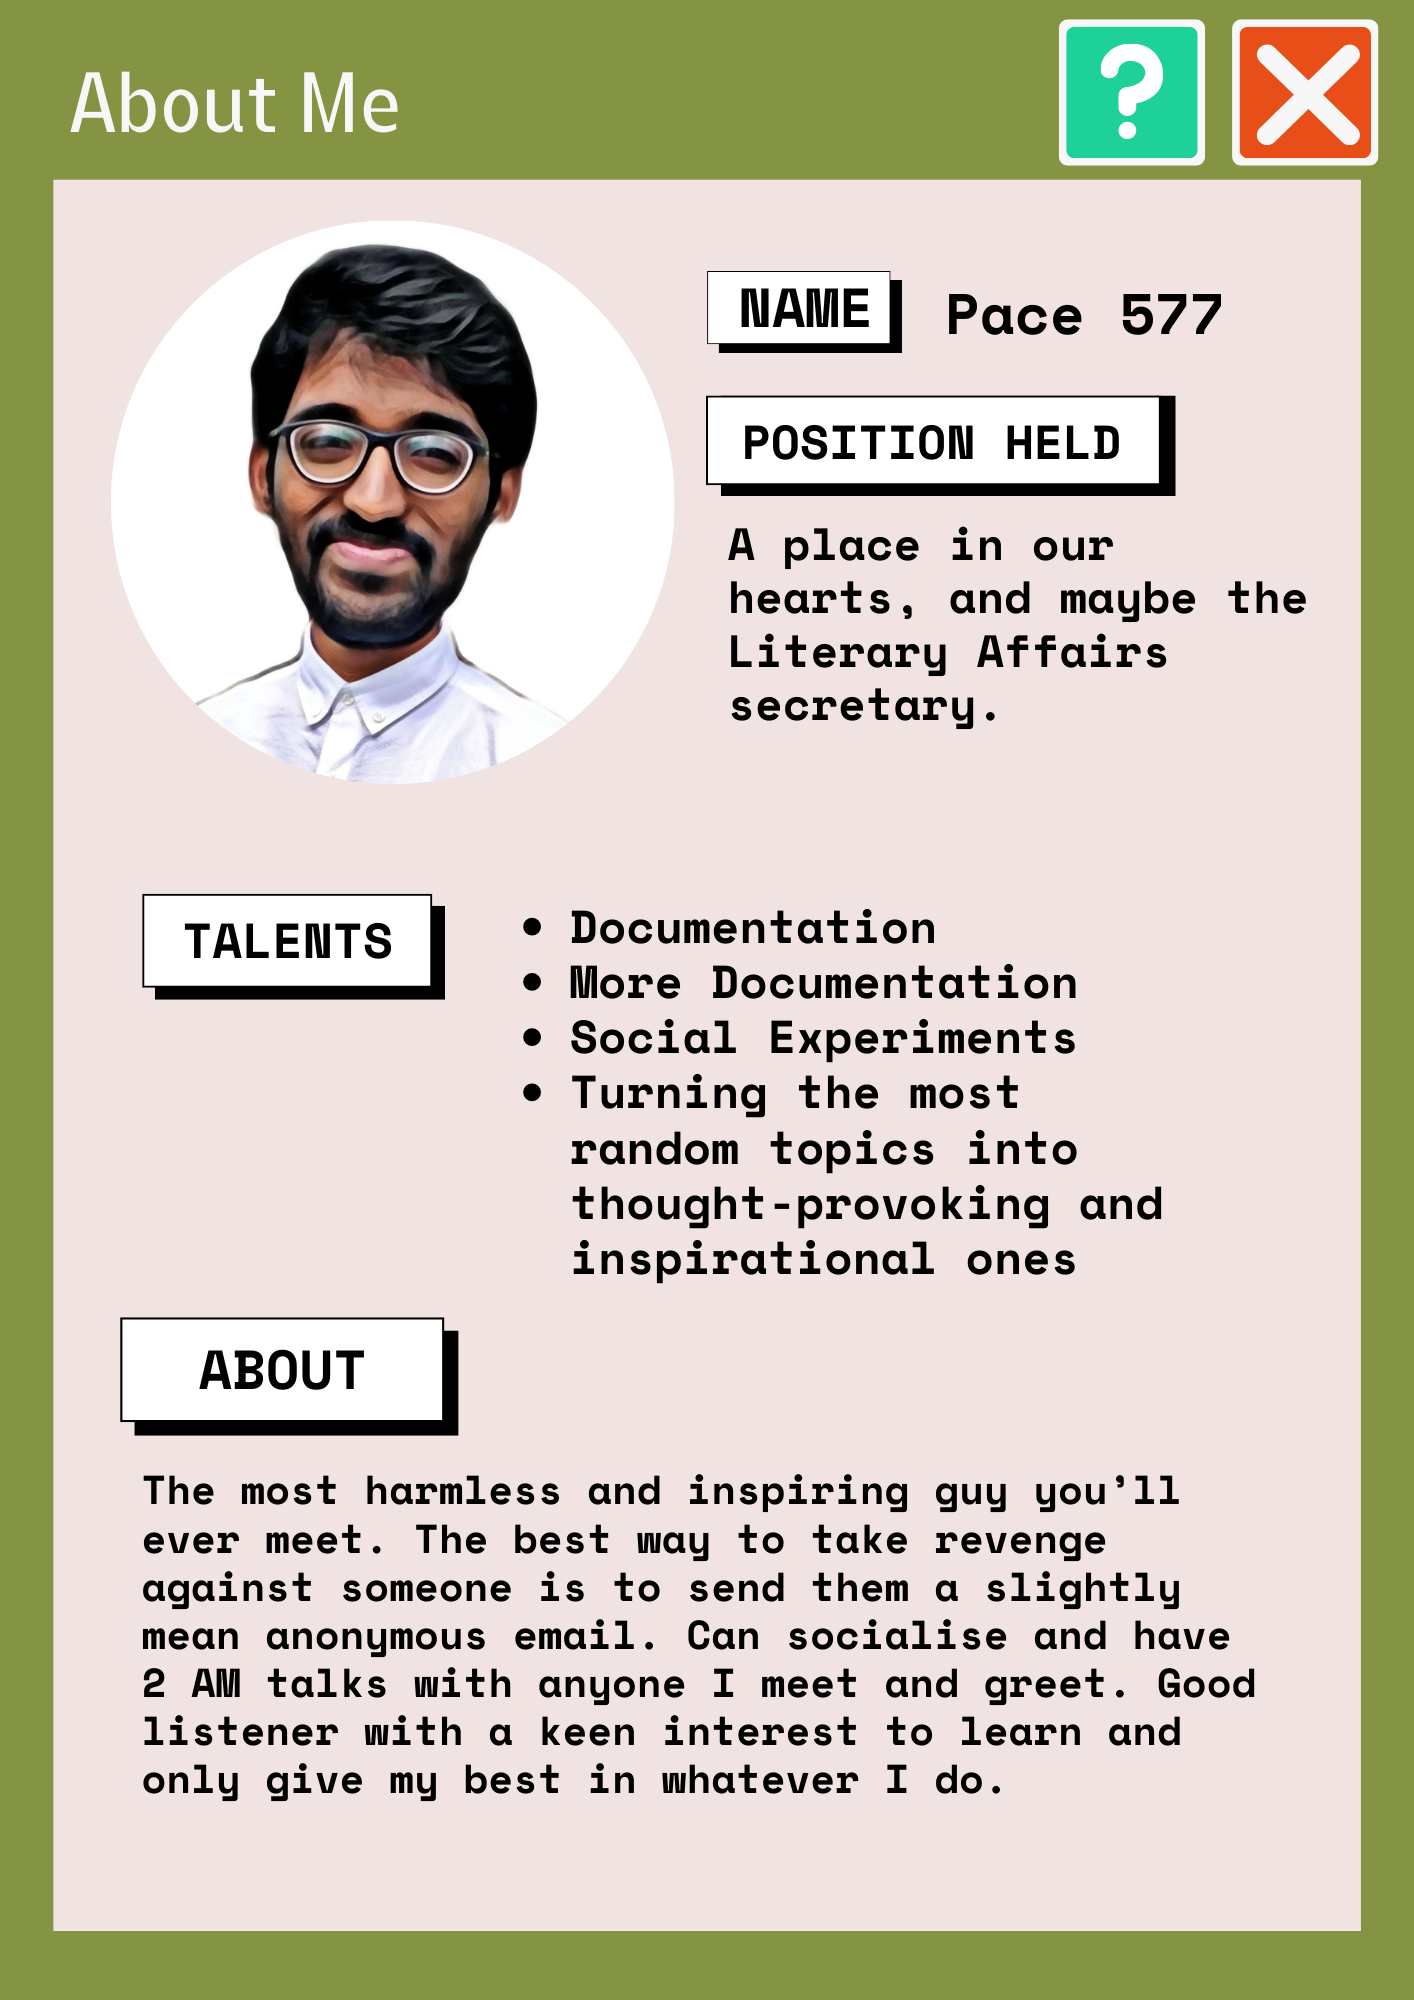 About Me
NAME
Pace 577
POSITION HELD
A place in our
hearts, and maybe the
Literary Affairs
secretary.
TALENTS
• Documentation
• More Documentation
• Social Experiments
• Turning the most
random topics into
thought-provoking and
inspirational ones
ABOUT
The most harmless and inspiring guy you’ll
ever meet. The best way to take revenge
against someone is to send them a slightly
mean anonymous email. Can socialise and have
2 AM talks with anyone I meet and greet. Good
listener with a keen interest to learn and
only give my best in whatever I do.